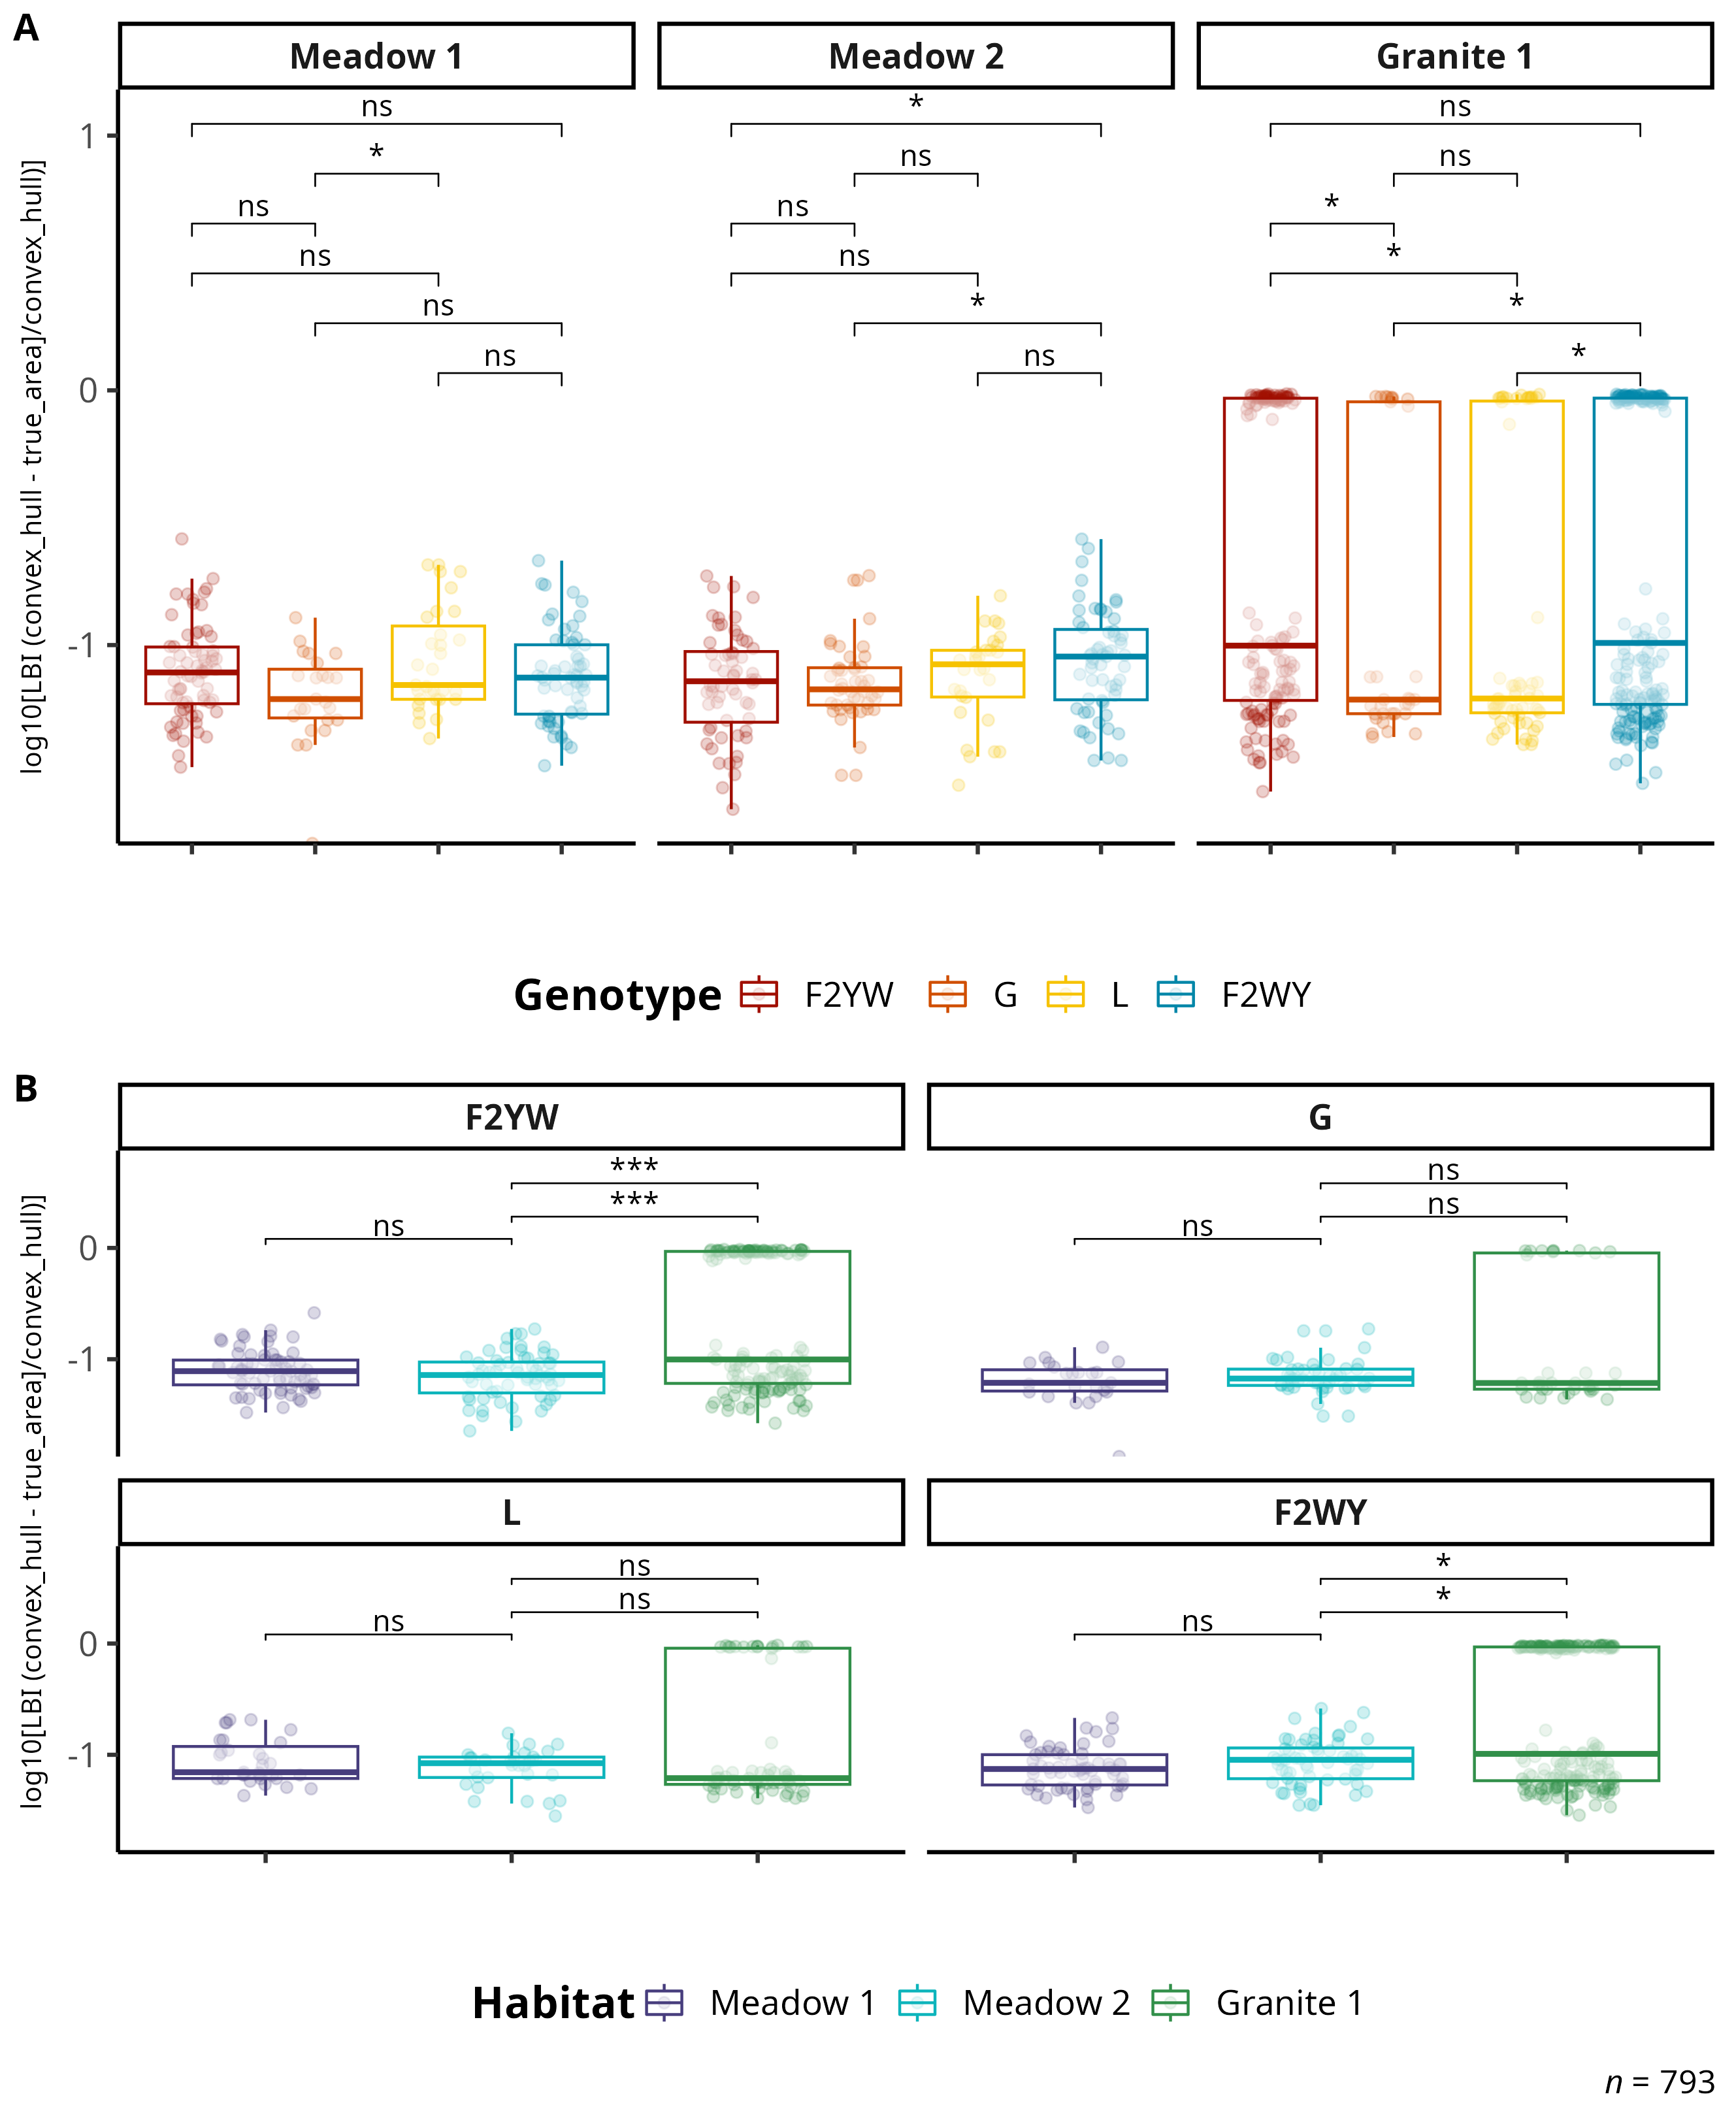 A
Meadow 1
Meadow 2
Granite 1
log10[LBI (convex_hull - true_area]/convex_hull)]
1
0
-1
ns
*
ns
ns
ns
ns
*
ns
ns
ns
*
ns
ns
ns
*
*
*
*
Genotype F2YW G L F2WY
B
F2YW
G
log10[LBI (convex_hull - true_area]/convex_hull)]
0
-1
***
***
ns
ns
ns
ns
L
F2WY
0
-1
ns
ns
ns
*
*
ns
Habitat Meadow 1 Meadow 2 Granite 1
n = 793